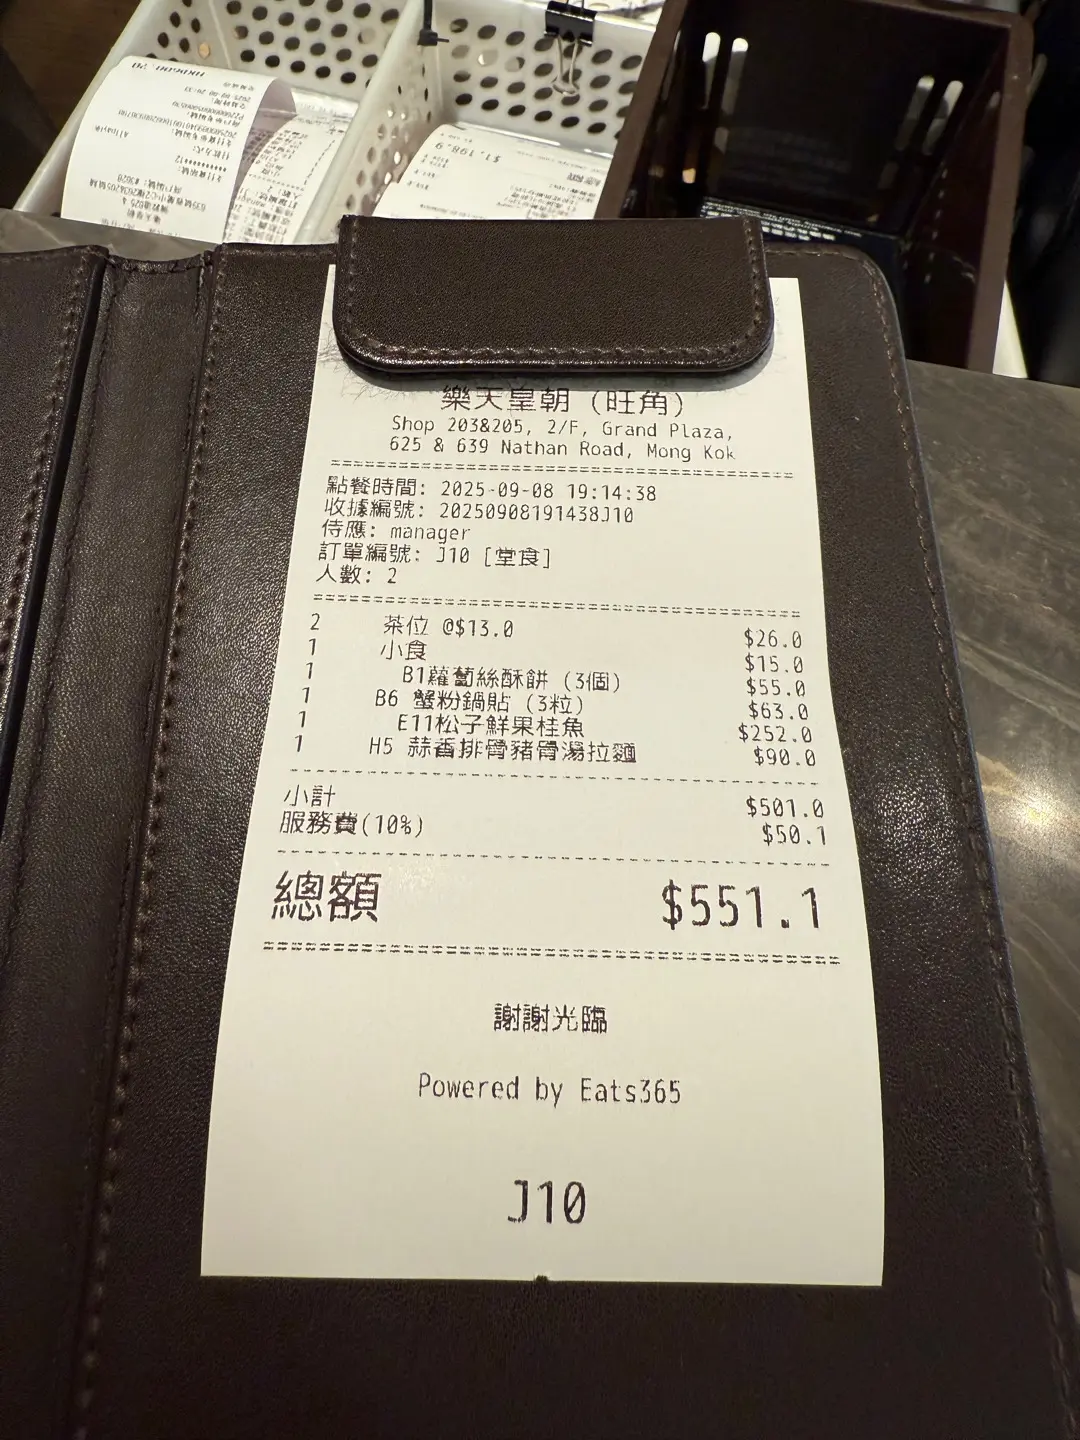 樂天皇朝 (旺角)
Shop 203&205, 2/F, Grand Plaza,
625 & 639 Nathan Road, Mong Kok
點餐時間: 2025-09-08 19:14:38
收據編號: 20250908191438J10
侍應: manager
訂單編號: J10 [堂食]
人數: 2
2 茶位 @$13.0 $26.0
1 小食 $15.0
1 B1蘿蔔絲酥餅 (3個) $55.0
1 B6 蟹粉鍋貼 (3粒) $63.0
1 E11松子鮮果桂魚 $252.0
1 H5 蒜香排骨豬骨湯拉麵 $90.0
小計 $501.0
服務費(10%) $50.1
總額 $551.1
謝謝光臨
Powered by Eats365
J10
$1,198.9